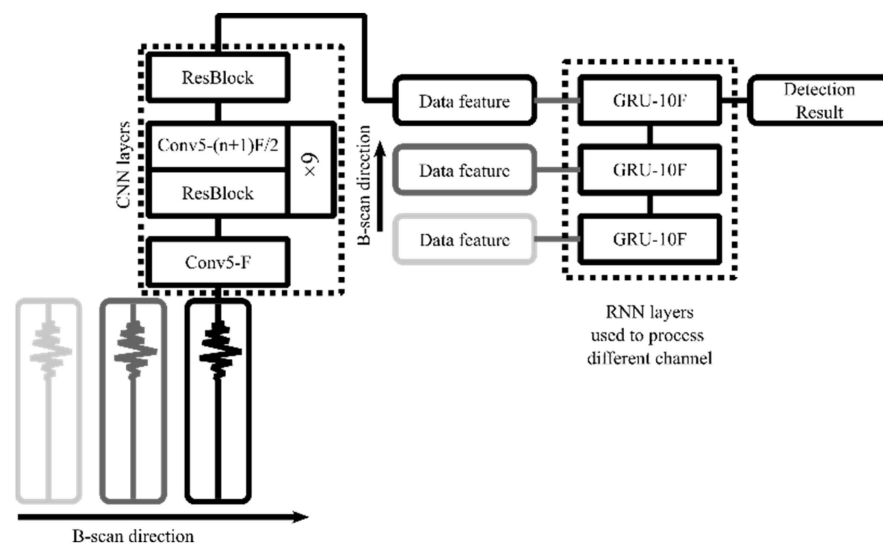 ResBlock
Conv5-(n+1)F/2
ResBlock
×9
Conv5-F
CNN layers
B-scan direction
Data feature
Data feature
Data feature
B-scan direction
GRU-10F
GRU-10F
GRU-10F
Detection
Result
RNN layers
used to process
different channel